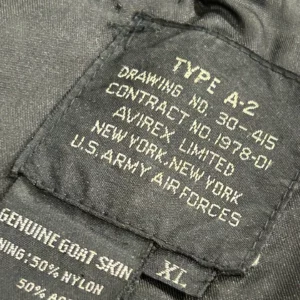 TYPE A-2
DRAWING NO. 30-415
CONTRACT NO. 1978-01
AVIREX LIMITED
NEW YORK, NEW YORK
U.S. ARMY AIR FORCES
XL
GENUINE GOAT SKIN
NING; 50% NYLON
50%